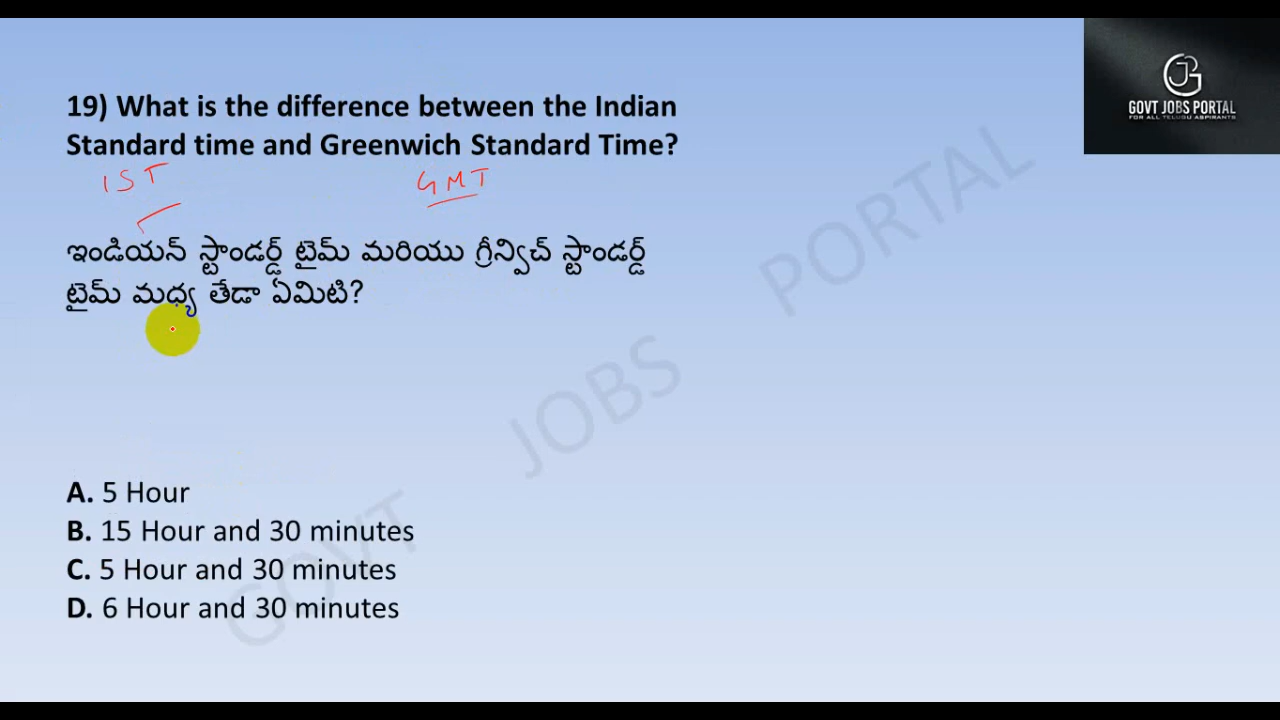 GOVT JOBS PORTAL
FOR ALL TELUGU ASPIRANTS
19) What is the difference between the Indian
Standard time and Greenwich Standard Time?
IST GMT
ఇండియన్ స్టాండర్డ్ టైమ్ మరియు గ్రీన్విచ్ స్టాండర్డ్
టైమ్ మధ్య తేడా ఏమిటి?
A. 5 Hour
B. 15 Hour and 30 minutes
C. 5 Hour and 30 minutes
D. 6 Hour and 30 minutes
GOVT JOBS PORTAL